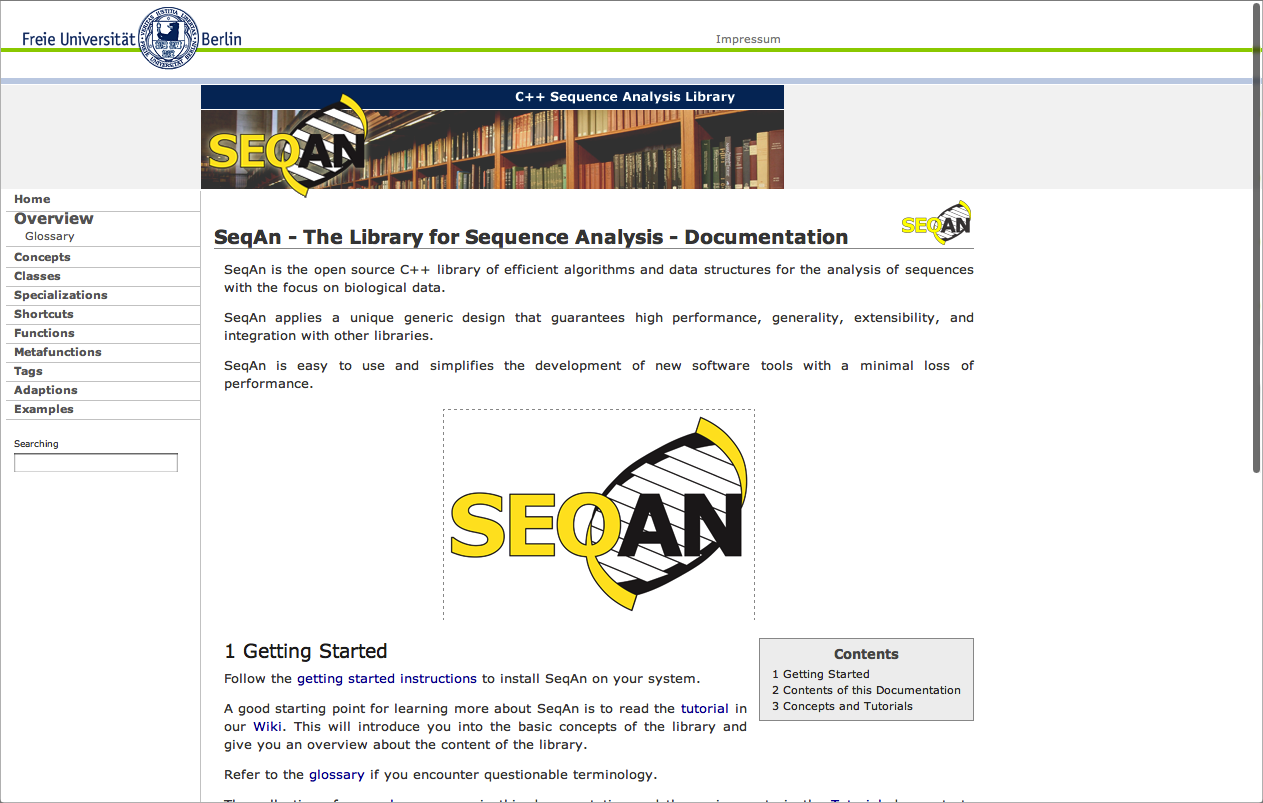 Freie Universität Berlin
Impressum
C++ Sequence Analysis Library
SEQAN
Home
Overview
Glossary
Concepts
Classes
Specializations
Shortcuts
Functions
Metafunctions
Tags
Adaptions
Examples
Searching
SeqAn - The Library for Sequence Analysis - Documentation
SEQAN
SeqAn is the open source C++ library of efficient algorithms and data structures for the analysis of sequences
with the focus on biological data.
SeqAn applies a unique generic design that guarantees high performance, generality, extensibility, and
integration with other libraries.
SeqAn is easy to use and simplifies the development of new software tools with a minimal loss of
performance.
SEQAN
1 Getting Started
Follow the getting started instructions to install SeqAn on your system.
A good starting point for learning more about SeqAn is to read the tutorial in
our Wiki. This will introduce you into the basic concepts of the library and
give you an overview about the content of the library.
Refer to the glossary if you encounter questionable terminology.
Contents
1 Getting Started
2 Contents of this Documentation
3 Concepts and Tutorials